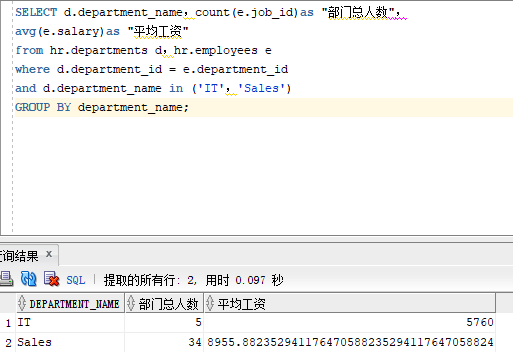 SELECT d.department_name，count(e.job_id)as "部门总人数"，
avg(e.salary)as "平均工资"
from hr.departments d，hr.employees e
where d.department_id = e.department_id
and d.department_name in ('IT'，'Sales')
GROUP BY department_name;
查询结果 x
SQL | 提取的所有行: 2, 用时 0.097 秒
DEPARTMENT_NAME 部门总人数 平均工资
1 IT 5 5760
2 Sales 34 8955.88235294117647058823529411764705882​4